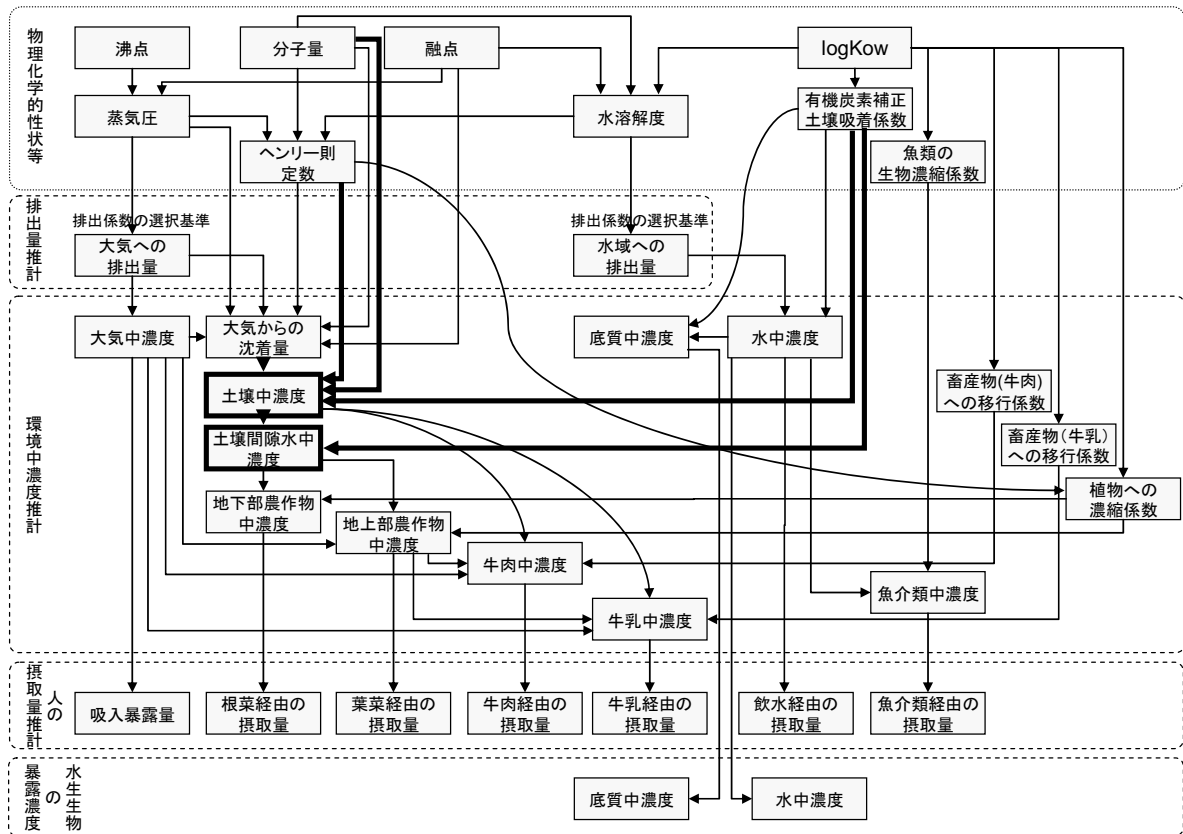 物理化学的性状等
沸点
分子量
融点
logKow
蒸気圧
水溶解度
有機炭素補正
土壌吸着係数
ヘンリー則
定数
魚類の
生物濃縮係数
排出量推計
排出係数の選択基準
大気への
排出量
排出係数の選択基準
水域への
排出量
環境中濃度推計
大気中濃度
大気からの
沈着量
底質中濃度
水中濃度
土壌中濃度
畜産物(牛肉)
への移行係数
土壌間隙水中
濃度
畜産物(牛乳)
への移行係数
地下部農作物
中濃度
植物への
濃縮係数
地上部農作物
中濃度
牛肉中濃度
魚介類中濃度
牛乳中濃度
人の
摂取量推計
吸入暴露量
根菜経由の
摂取量
葉菜経由の
摂取量
牛肉経由の
摂取量
牛乳経由の
摂取量
飲水経由の
摂取量
魚介類経由の
摂取量
水生生物
の
暴露濃度
底質中濃度
水中濃度